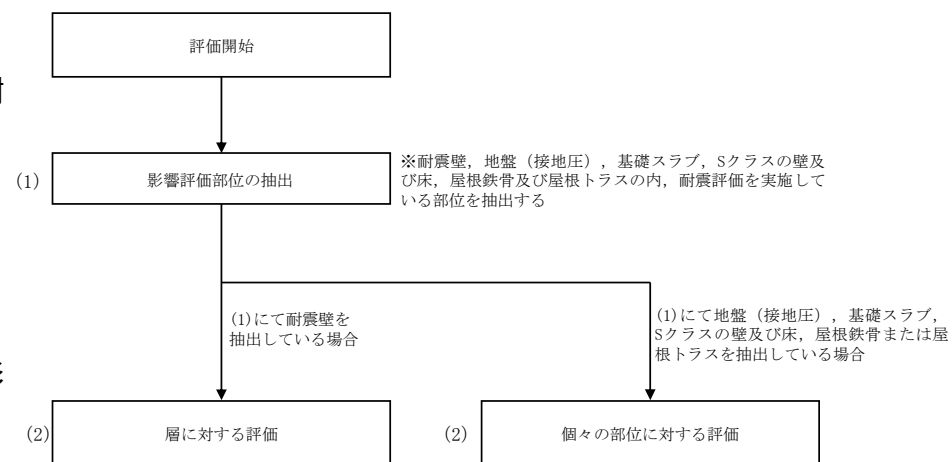 評価開始
(1)
影響評価部位の抽出
※耐震壁，地盤（接地圧），基礎スラブ，Sクラスの壁及
び床，屋根鉄骨及び屋根トラスの内，耐震評価を実施して
いる部位を抽出する
(1)にて耐震壁を
抽出している場合
(1)にて地盤（接地圧），基礎スラブ，
Sクラスの壁及び床，屋根鉄骨または屋
根トラスを抽出している場合
(2)
層に対する評価
(2)
個々の部位に対する評価